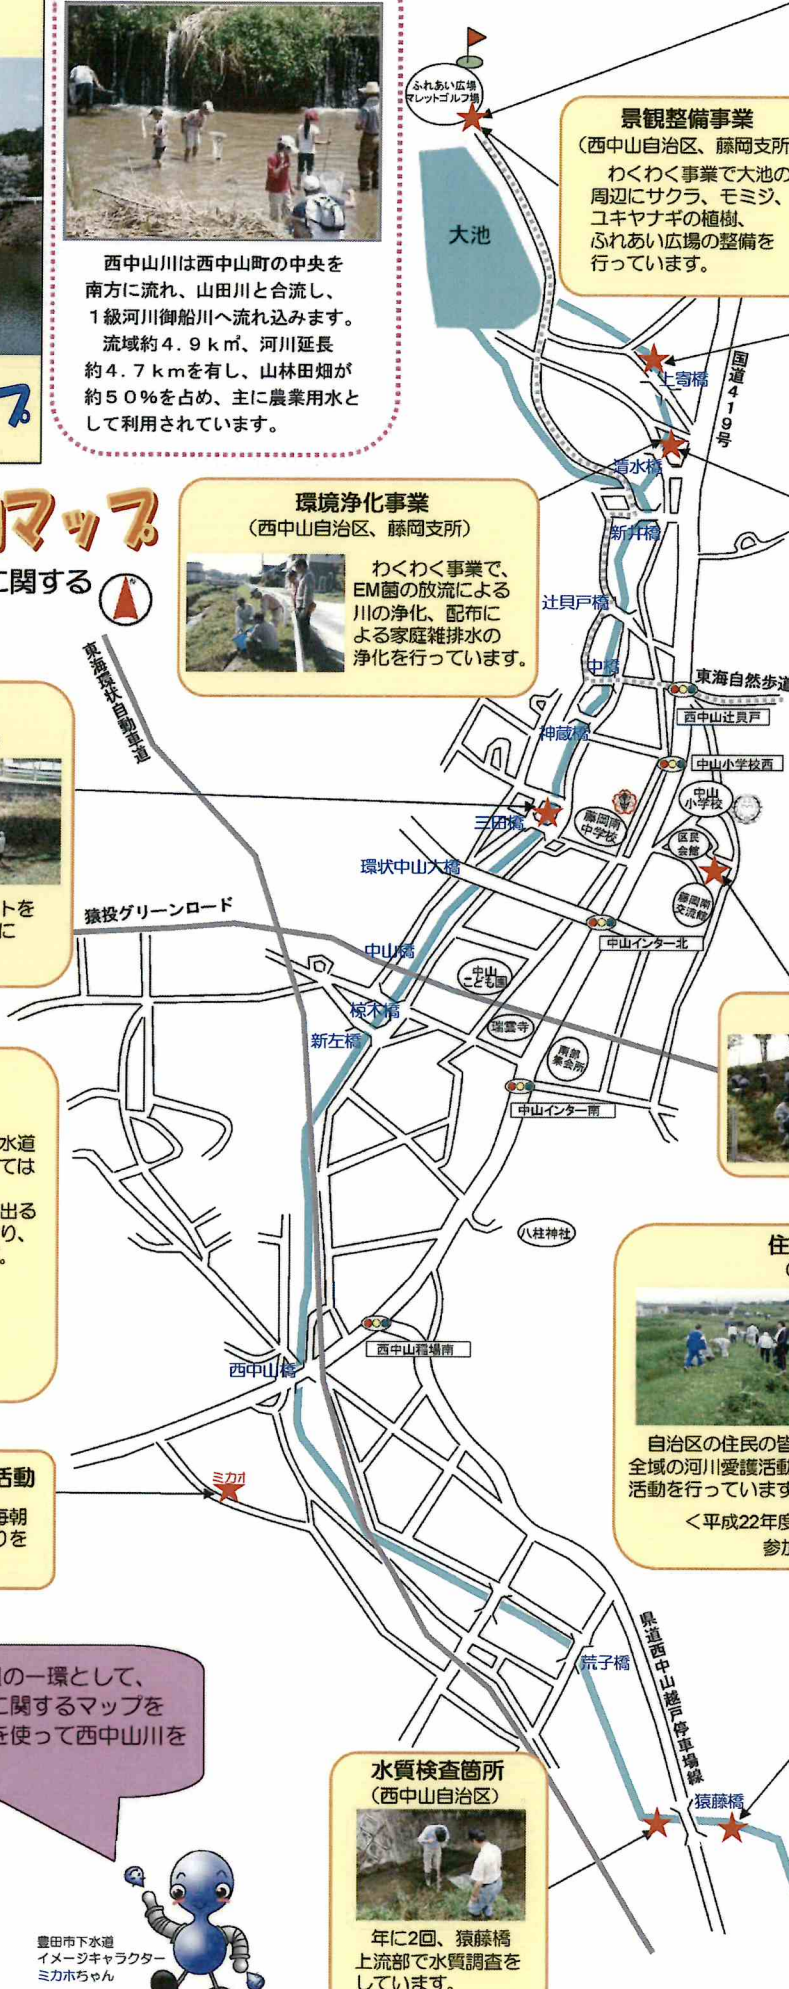 ふれあい広場
マレットゴルフ場
景観整備事業
(西中山自治区、藤岡支所
わくわく事業で大池の
周辺にサクラ、モミジ、
ユキヤナギの植樹、
ふれあい広場の整備を
行っています。
大池
西中山川は西中山町の中央を
南方に流れ、山田川と合流し、
1級河川御船川へ流れ込みます。
流域約4.9k㎡、河川延長
約4.7kmを有し、山林田畑が
約50%を占め、主に農業用水と
して利用されています。
プ
マップ
に関する
N
国道419号
上寄橋
清水橋
新井橋
辻貝戸橋
中橋
東海自然歩道
西中山辻貝戸
神蔵橋
中山小学校西
中山
小学校
環境浄化事業
(西中山自治区、藤岡支所)
わくわく事業で、
EM菌の放流による
川の浄化、配布に
よる家庭雑排水の
浄化を行っています。
東海環状自動車道
三田橋
藤岡南
中学校
区民
会館
藤岡南
交流館
環状中山大橋
中山インター北
トを
に
猿投グリーンロード
中山橋
中山
こども園
椋木橋
新左橋
瑞雲寺
南部
集会所
中山インター南
水道
ては
出る
り、
。
八柱神社
西中山稲場南
西中山橋
住
(
自治区の住民の皆
全域の河川愛護活動
活動を行っています
<平成22年度
参加
活動
毎朝
りを
ミカホ
の一環として、
に関するマップを
を使って西中山川を
県道西中山越戸停車場線
荒子橋
猿藤橋
水質検査箇所
(西中山自治区)
年に2回、猿藤橋
上流部で水質調査を
しています。
豊田市下水道
イメージキャラクター
ミカホちゃん